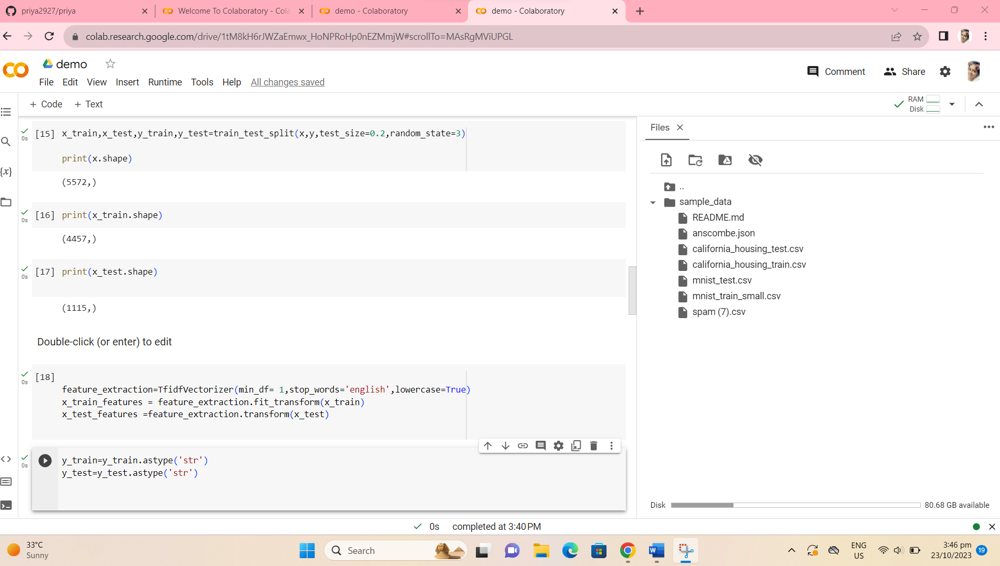 priya2927/priya
Welcome To Colaboratory - Cola
demo - Colaboratory
demo - Colaboratory
colab.research.google.com/drive/1tM8kH6rJWZaEmwx_HoNPRoHp0nEZMmjW#scrollTo=MAsRgMViUPGL
demo
File Edit View Insert Runtime Tools Help All changes saved
Comment
Share
+ Code + Text
RAM
Disk
0s
[15] x_train,x_test,y_train,y_test=train_test_split(x,y,test_size=0.2,random_state=3)
print(x.shape)
(5572,)
0s
[16] print(x_train.shape)
(4457,)
0s
[17] print(x_test.shape)
(1115,)
Double-click (or enter) to edit
0s
[18]
feature_extraction=TfidfVectorizer(min_df= 1,stop_words='english',lowercase=True)
x_train_features = feature_extraction.fit_transform(x_train)
x_test_features =feature_extraction.transform(x_test)
0s
y_train=y_train.astype('str')
y_test=y_test.astype('str')
{x}
Files
..
sample_data
README.md
anscombe.json
california_housing_test.csv
california_housing_train.csv
mnist_test.csv
mnist_train_small.csv
spam (7).csv
Disk
80.68 GB available
0s completed at 3:40 PM
33°C
Sunny
Search
ENG
US
3:46 pm
23/10/2023
19